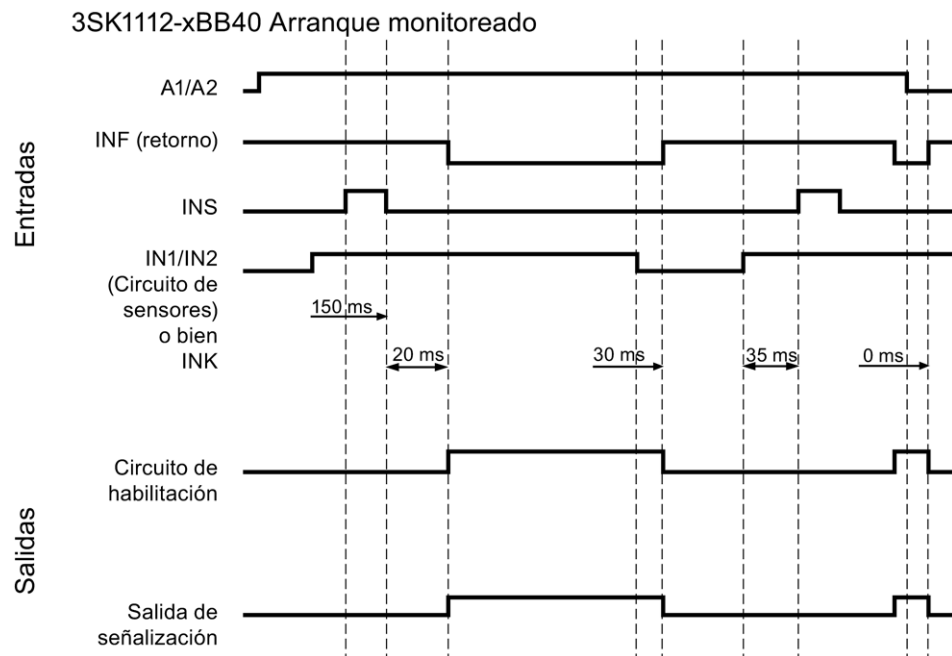 3SK1112-xBB40 Arranque monitoreado
Entradas
A1/A2
INF (retorno)
INS
IN1/IN2
(Circuito de
sensores)
o bien
INK
150 ms
20 ms
30 ms
35 ms
0 ms
Salidas
Circuito de
habilitación
Salida de
señalización